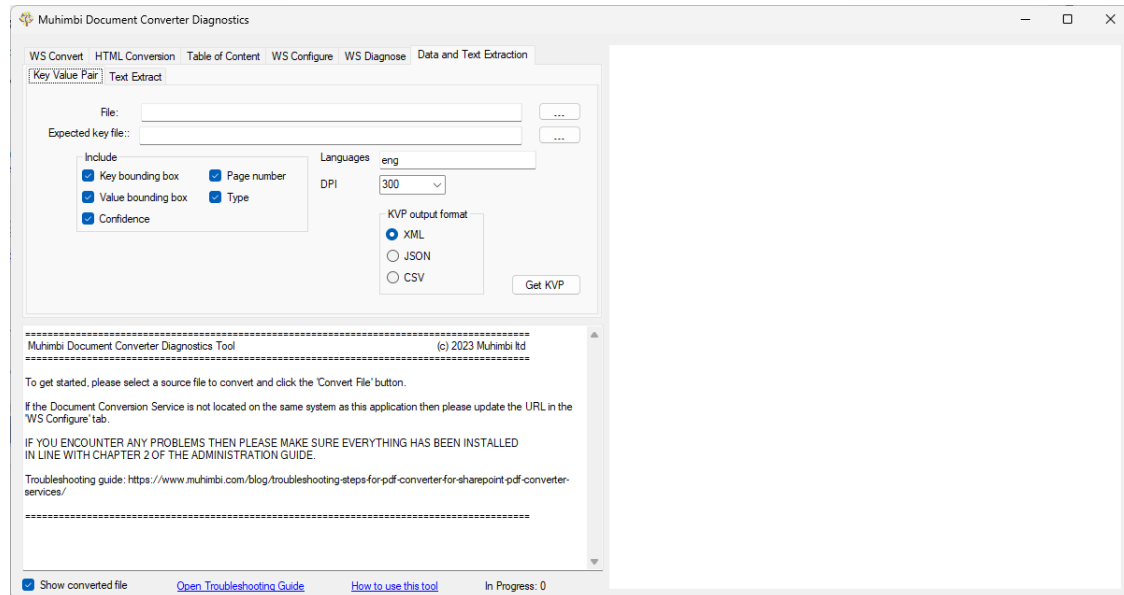 Muhimbi Document Converter Diagnostics
WS Convert HTML Conversion Table of Content WS Configure WS Diagnose Data and Text Extraction
Key Value Pair Text Extract
File: ...
Expected key file:: ...
Include
Key bounding box Page number
Value bounding box Type
Confidence
Languages eng
DPI 300
KVP output format
XML
JSON
CSV
Get KVP
==========================================================================================
Muhimbi Document Converter Diagnostics Tool (c) 2023 Muhimbi ltd
==========================================================================================
To get started, please select a source file to convert and click the 'Convert File' button.
If the Document Conversion Service is not located on the same system as this application then please update the URL in the
'WS Configure' tab.
IF YOU ENCOUNTER ANY PROBLEMS THEN PLEASE MAKE SURE EVERYTHING HAS BEEN INSTALLED
IN LINE WITH CHAPTER 2 OF THE ADMINISTRATION GUIDE.
Troubleshooting guide: https://www.muhimbi.com/blog/troubleshooting-steps-for-pdf-converter-for-sharepoint-pdf-converter-
services/
==========================================================================================
Show converted file Open Troubleshooting Guide How to use this tool In Progress: 0